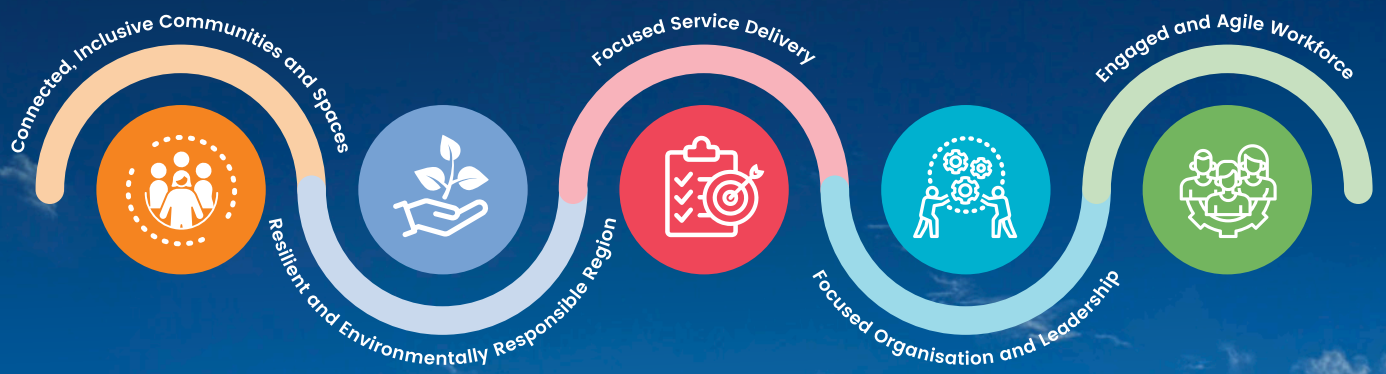 Connected, Inclusive Communities and Spaces
Resilient and Environmentally Responsible Region
Focused Service Delivery
Focused Organisation and Leadership
Engaged and Agile Workforce